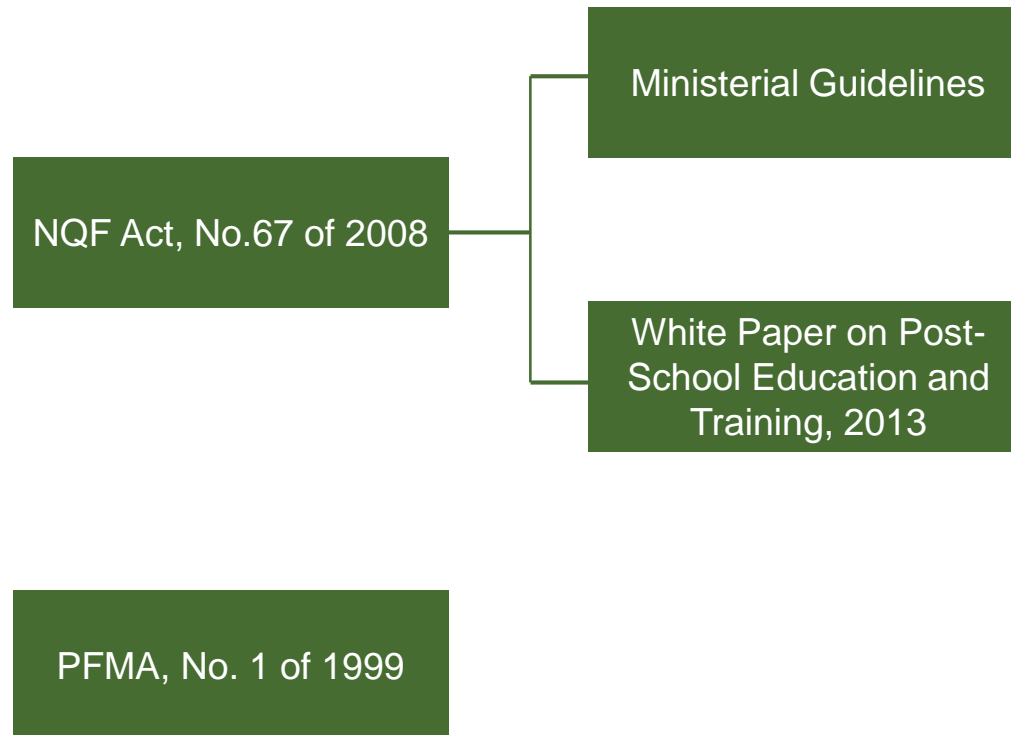 Ministerial Guidelines
NQF Act, No.67 of 2008
White Paper on Post-
School Education and
Training, 2013
PFMA, No. 1 of 1999